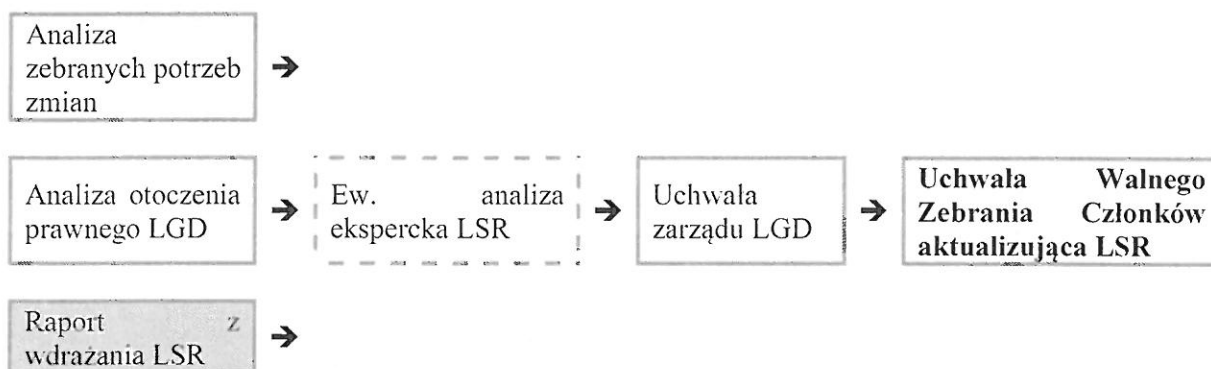 Analiza
zebranych potrzeb
zmian
Analiza otoczenia
prawnego LGD
Ew. analiza
ekspercka LSR
Uchwała
zarządu LGD
Uchwała Walnego
Zebrania Członków
aktualizująca LSR
Raport z
wdrażania LSR